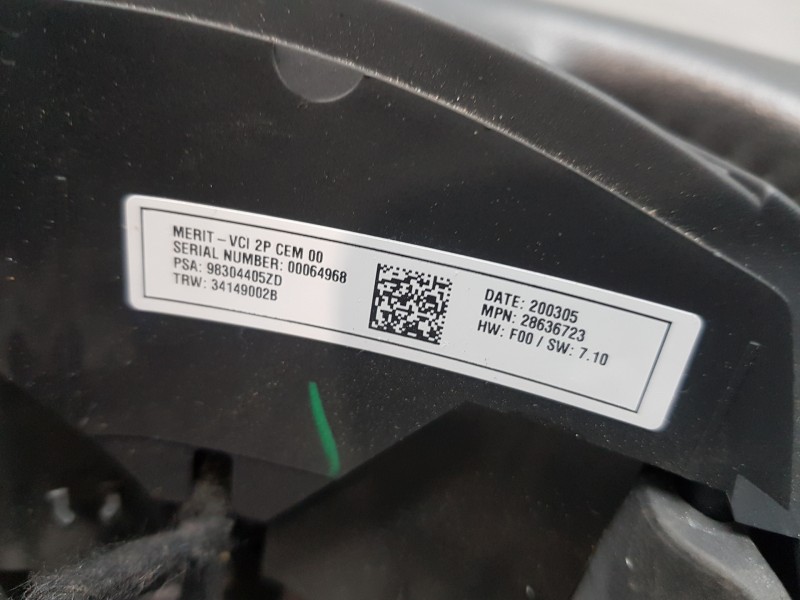 MERIT-VCI 2P CEM 00
SERIAL NUMBER: 00064968
PSA: 98304405ZD
TRW: 34149002B
DATE: 200305
MPN: 28636723
HW: F00 / SW: 7.10